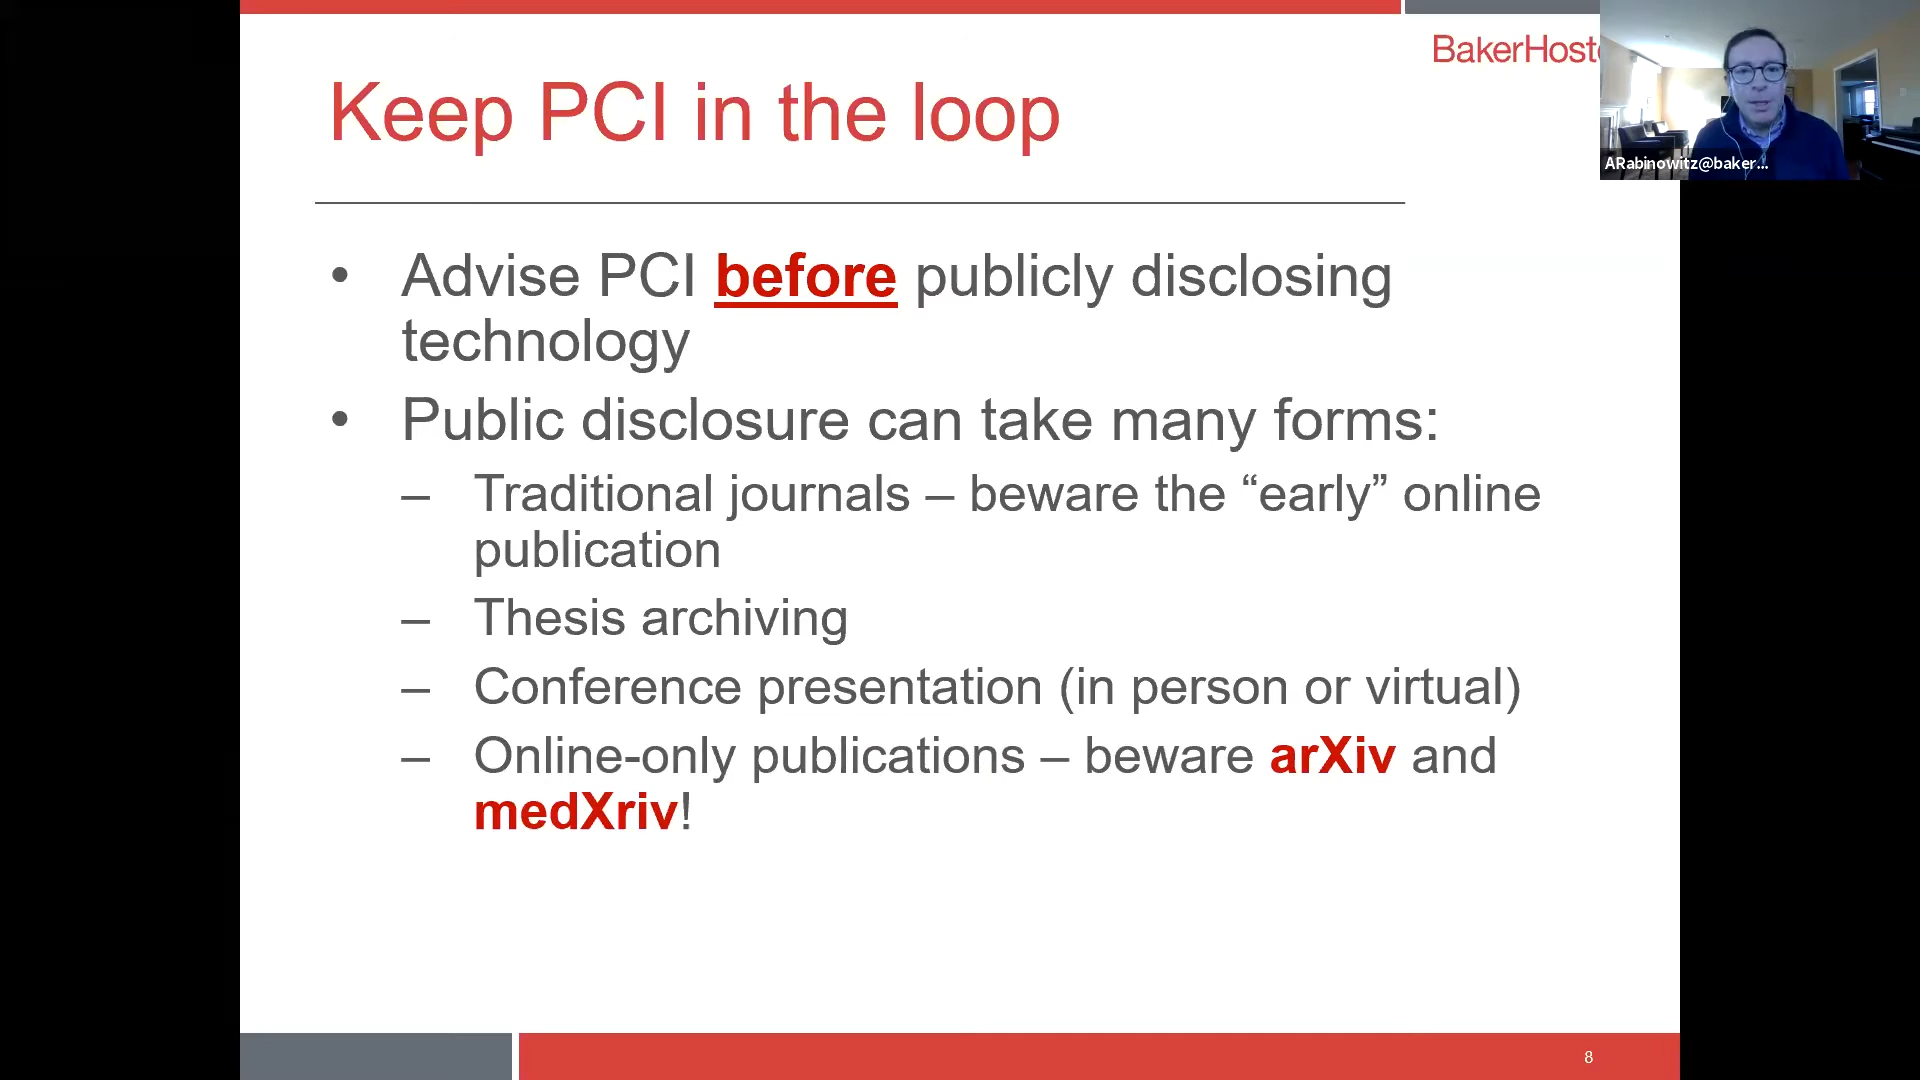 BakerHoste
Keep PCI in the loop
ARabinowitz@baker...
• Advise PCI before publicly disclosing
technology
• Public disclosure can take many forms:
– Traditional journals – beware the “early” online
publication
– Thesis archiving
– Conference presentation (in person or virtual)
– Online-only publications – beware arXiv and
medXriv!
8